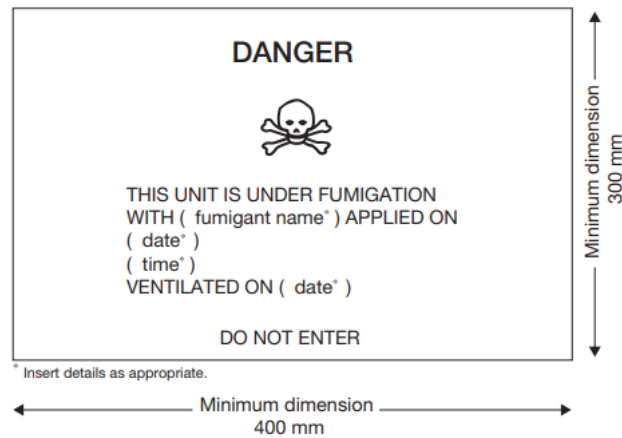 DANGER
THIS UNIT IS UNDER FUMIGATION
WITH ( fumigant name* ) APPLIED ON
( date* )
( time* )
VENTILATED ON ( date* )
DO NOT ENTER
* Insert details as appropriate.
Minimum dimension
400 mm
Minimum dimension
300 mm